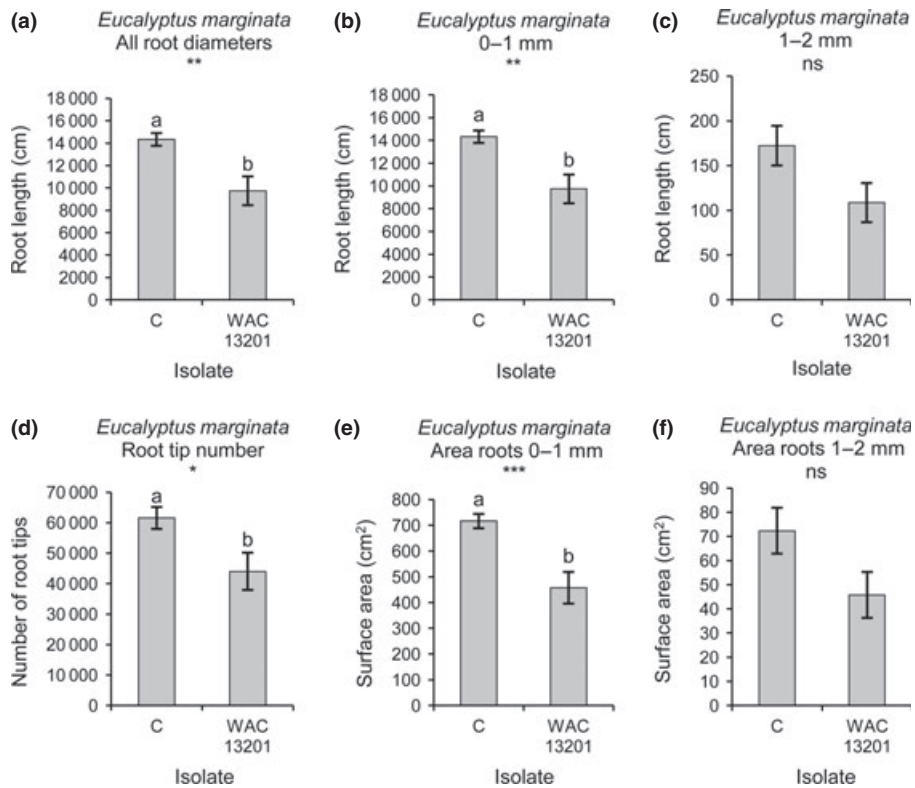 (a)
Eucalyptus marginata
All root diameters
**
Root length (cm)
18 000
16 000
14 000
12 000
10 000
8000
6000
4000
2000
0
a
b
C
WAC
13201
Isolate
(b)
Eucalyptus marginata
0–1 mm
**
Root length (cm)
18 000
16 000
14 000
12 000
10 000
8000
6000
4000
2000
0
a
b
C
WAC
13201
Isolate
(c)
Eucalyptus marginata
1–2 mm
ns
Root length (cm)
250
200
150
100
50
0
C
WAC
13201
Isolate
(d)
Eucalyptus marginata
Root tip number
*
Number of root tips
70 000
60 000
50 000
40 000
30 000
20 000
10 000
0
a
b
C
WAC
13201
Isolate
(e)
Eucalyptus marginata
Area roots 0–1 mm
***
Surface area (cm²)
800
700
600
500
400
300
200
100
0
a
b
C
WAC
13201
Isolate
(f)
Eucalyptus marginata
Area roots 1–2 mm
ns
Surface area (cm²)
90
80
70
60
50
40
30
20
10
0
C
WAC
13201
Isolate